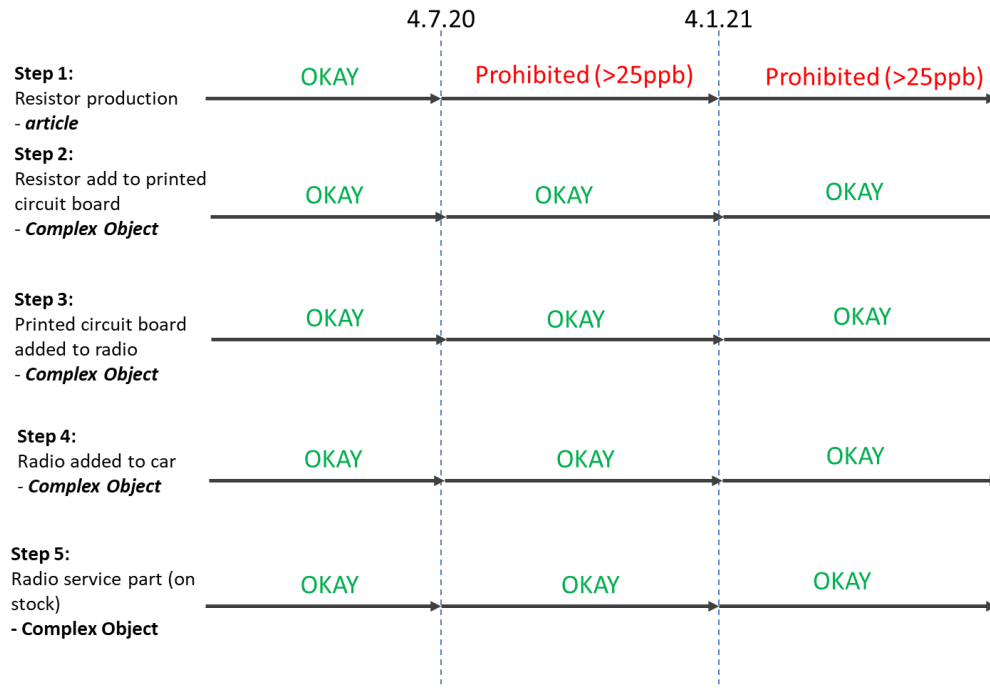 4.7.20 4.1.21
Step 1:
Resistor production
- article
OKAY Prohibited (>25ppb) Prohibited (>25ppb)
Step 2:
Resistor add to printed
circuit board
- Complex Object
OKAY OKAY OKAY
Step 3:
Printed circuit board
added to radio
- Complex Object
OKAY OKAY OKAY
Step 4:
Radio added to car
- Complex Object
OKAY OKAY OKAY
Step 5:
Radio service part (on
stock)
- Complex Object
OKAY OKAY OKAY